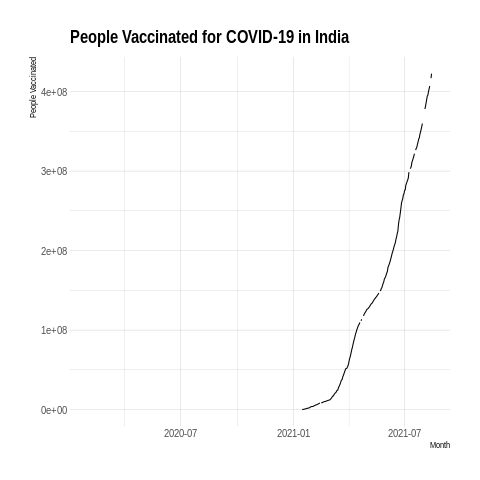 People Vaccinated for COVID-19 in India
People Vaccinated
4e+08
3e+08
2e+08
1e+08
0e+00
2020-07
2021-01
2021-07
Month